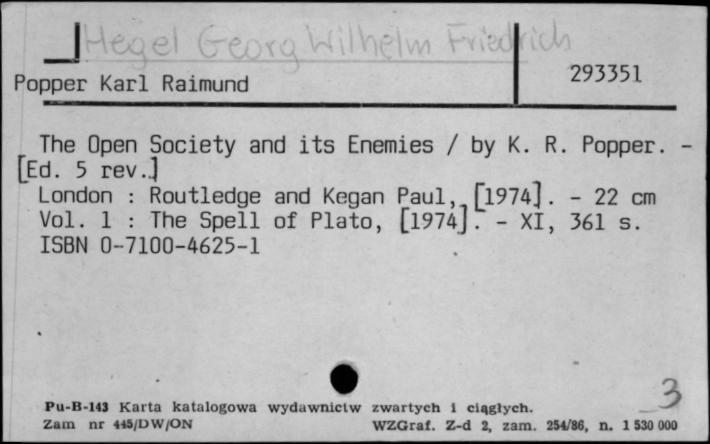 Hegel Georg Wilhelm Friedrich
Popper Karl Raimund 293351
The Open Society and its Enemies / by K. R. Popper. -
[Ed. 5 rev.]
London : Routledge and Kegan Paul, [1974]. - 22 cm
Vol. 1 : The Spell of Plato, [1974]. - XI, 361 s.
ISBN 0-7100-4625-1
3
Pu-B-143 Karta katalogowa wydawnictw zwartych i ciągłych.
Zam nr 445/DW/ON WZGraf. Z-d 2, zam. 254/86, n. 1 530 000